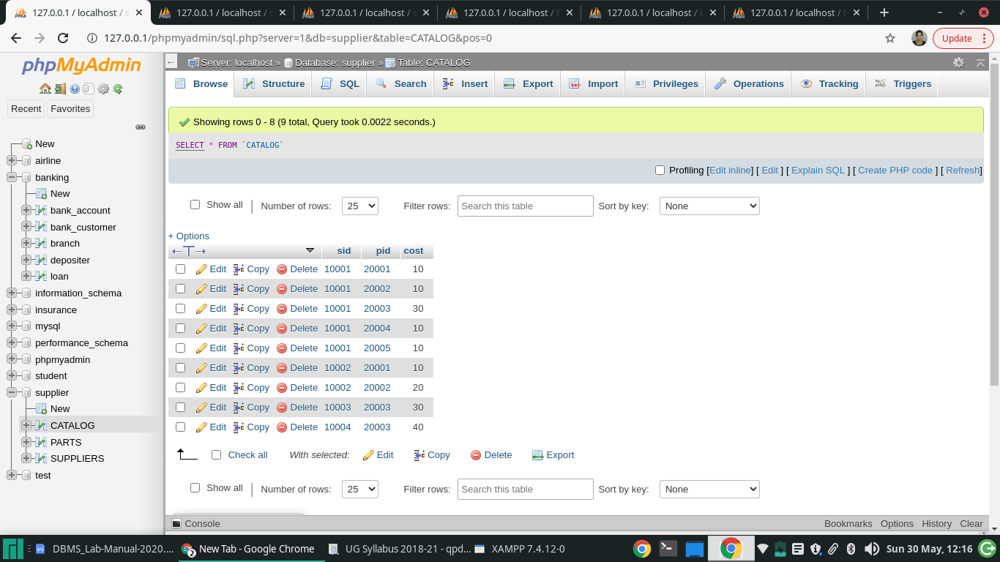 127.0.0.1 / localhost / s
127.0.0.1 / localhost / s
127.0.0.1 / localhost / s
127.0.0.1 / localhost / b
127.0.0.1 / localhost / b
127.0.0.1 / localhost / b
127.0.0.1/phpmyadmin/sql.php?server=1&db=supplier&table=CATALOG&pos=0
Update
phpMyAdmin
Recent Favorites
New
airline
banking
New
bank_account
bank_customer
branch
depositer
loan
information_schema
insurance
mysql
performance_schema
phpmyadmin
student
supplier
New
CATALOG
PARTS
SUPPLIERS
test
Server: localhost » Database: supplier » Table: CATALOG
Browse Structure SQL Search Insert Export Import Privileges Operations Tracking Triggers
Showing rows 0 - 8 (9 total, Query took 0.0022 seconds.)
SELECT * FROM `CATALOG`
Profiling [Edit inline] [ Edit ] [ Explain SQL ] [ Create PHP code ] [ Refresh]
Show all Number of rows: 25 Filter rows: Search this table Sort by key: None
+ Options
sid pid cost
Edit Copy Delete 10001 20001 10
Edit Copy Delete 10001 20002 10
Edit Copy Delete 10001 20003 30
Edit Copy Delete 10001 20004 10
Edit Copy Delete 10001 20005 10
Edit Copy Delete 10002 20001 10
Edit Copy Delete 10002 20002 20
Edit Copy Delete 10003 20003 30
Edit Copy Delete 10004 20003 40
Check all With selected: Edit Copy Delete Export
Show all Number of rows: 25 Filter rows: Search this table Sort by key: None
Console Bookmarks Options History Clear
DBMS_Lab-Manual-2020.... 2 New Tab - Google Chrome UG Syllabus 2018-21 - qpd... XAMPP 7.4.12-0 Sun 30 May, 12:16